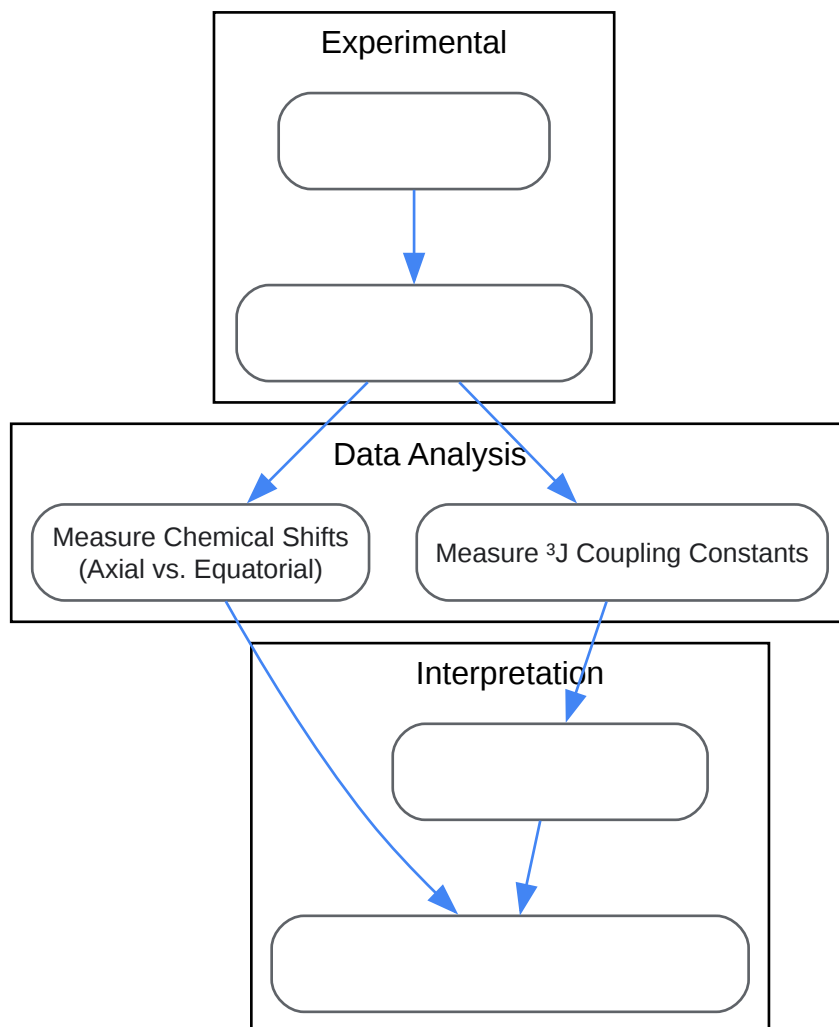 Experimental
Data Analysis
Measure Chemical Shifts
(Axial vs. Equatorial)
Measure ³J Coupling Constants
Interpretation